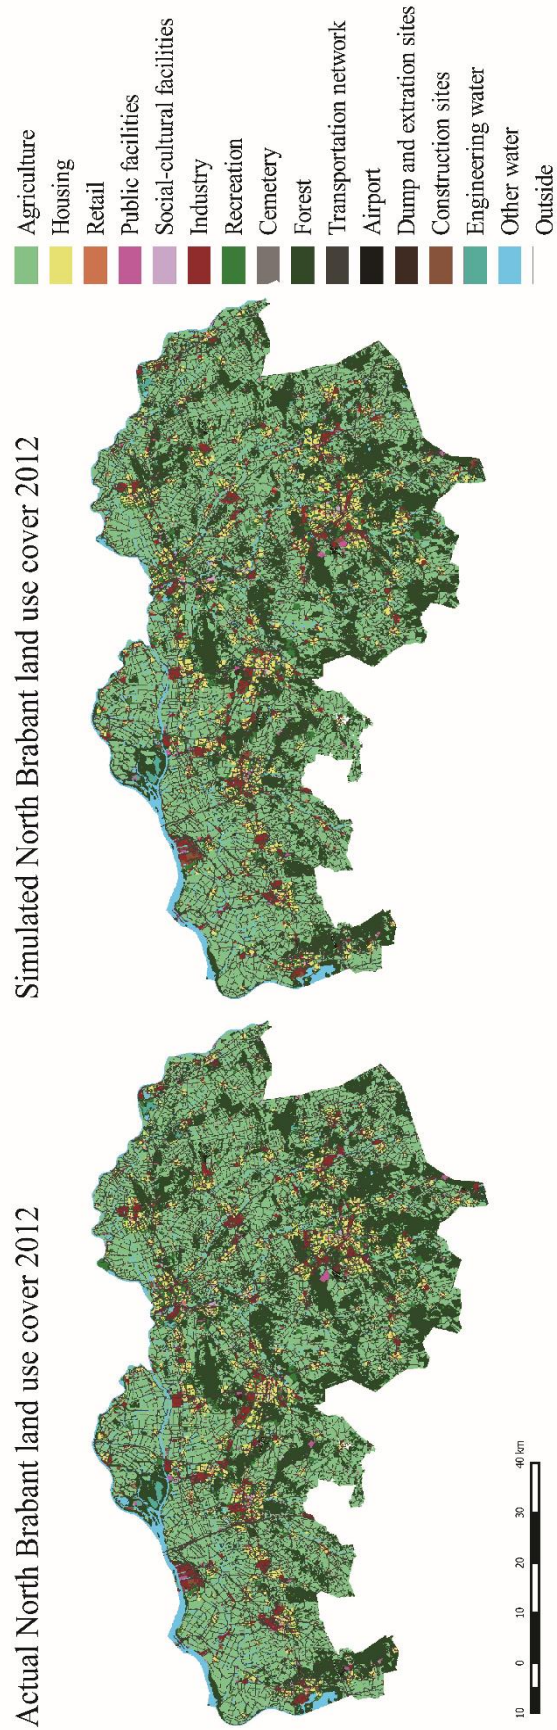 Actual North Brabant land use cover 2012
Simulated North Brabant land use cover 2012
Agriculture
Housing
Retail
Public facilities
Social-cultural facilities
Industry
Recreation
Cemetery
Forest
Transportation network
Airport
Dump and extration sites
Construction sites
Engineering water
Other water
Outside
10 0 10 20 30 40 km